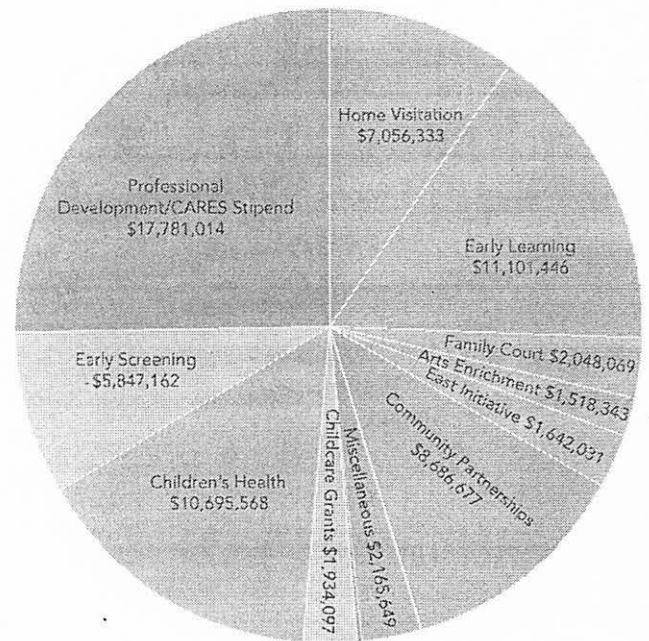 Home Visitation
$7,056,333
Early Learning
$11,101,446
Family Court $2,048,069
Arts Enrichment $1,518,343
East Initiative $1,642,031
Community Partnerships
$8,686,677
Miscellaneous $2,165,649
Childcare Grants $1,934,097
Children's Health
$10,695,568
Early Screening
$5,847,162
Professional
Development/CARES Stipend
$17,781,014